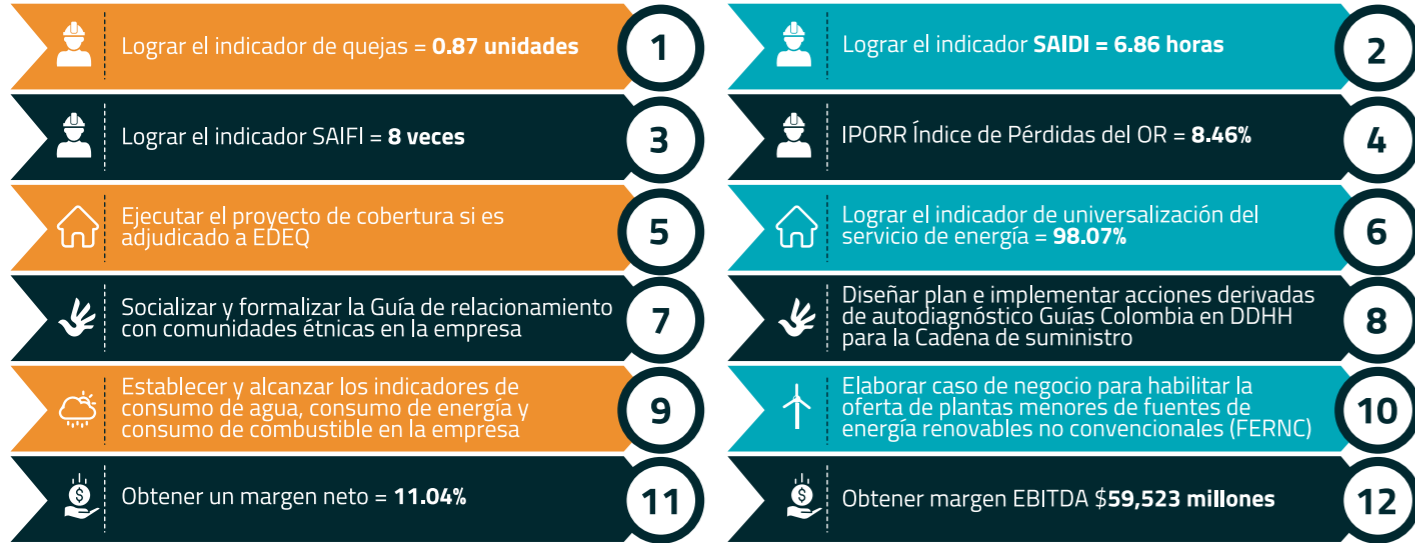 Lograr el indicador de quejas = 0.87 unidades
1
Lograr el indicador SAIDI = 6.86 horas
2
Lograr el indicador SAIFI = 8 veces
3
IPORR Índice de Pérdidas del OR = 8.46%
4
Ejecutar el proyecto de cobertura si es
adjudicado a EDEQ
5
Lograr el indicador de universalización del
servicio de energía = 98.07%
6
Socializar y formalizar la Guía de relacionamiento
con comunidades étnicas en la empresa
7
Diseñar plan e implementar acciones derivadas
de autodiagnóstico Guías Colombia en DDHH
para la Cadena de suministro
8
Establecer y alcanzar los indicadores de
consumo de agua, consumo de energía y
consumo de combustible en la empresa
9
Elaborar caso de negocio para habilitar la
oferta de plantas menores de fuentes de
energía renovables no convencionales (FERNC)
10
Obtener un margen neto = 11.04%
11
Obtener margen EBITDA $59,523 millones
12